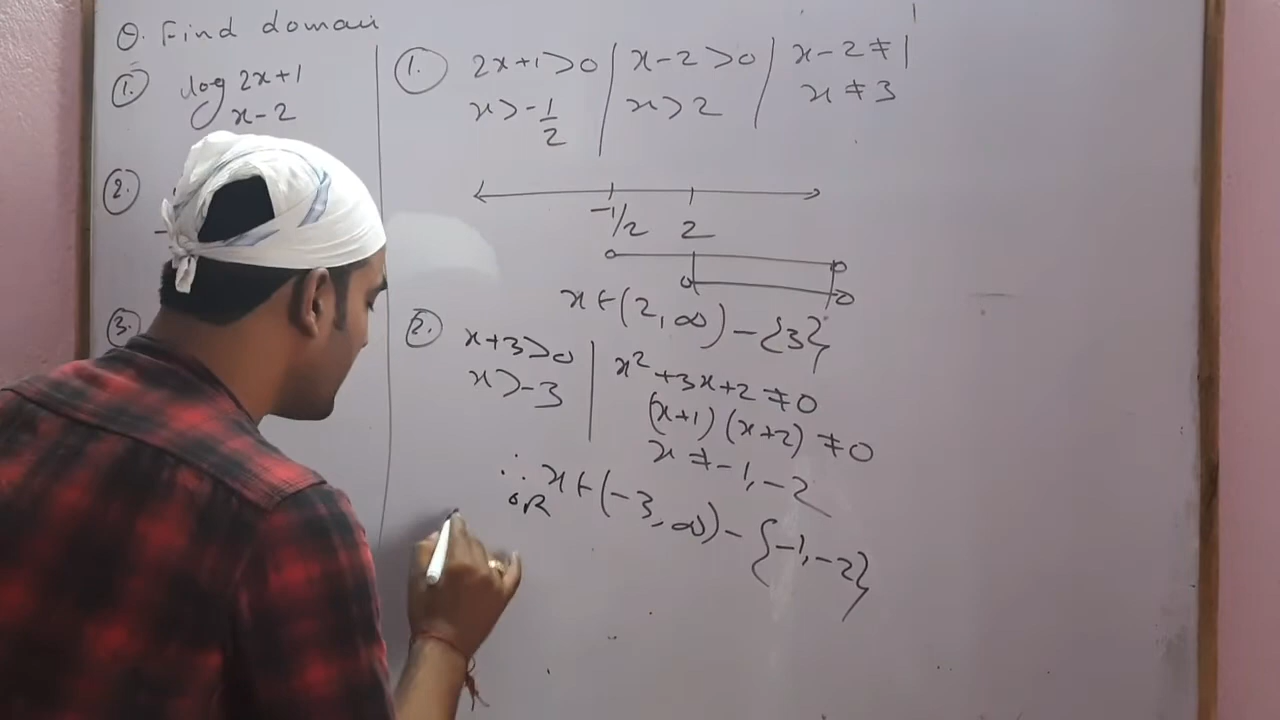 Q. Find domain
1. log 2x+1
x-2
2.
3.
1. 2x+1>0 | x-2>0 | x-2≠1
x>-1/2 | x>2 | x≠3
-1/2 2
x∈(2,∞)-{3}
2. x+3>0 | x²+3x+2≠0
x>-3 | (x+1)(x+2)≠0
x≠-1,-2
∴ x∈(-3,∞)-{-1,-2}
OR